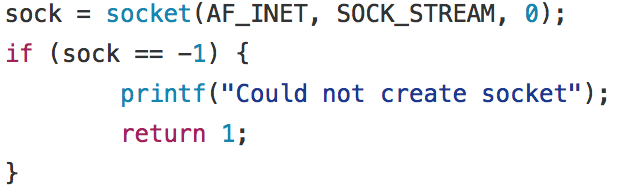 sock = socket(AF_INET, SOCK_STREAM, 0);
if (sock == -1) {
        printf("Could not create socket");
        return 1;
}